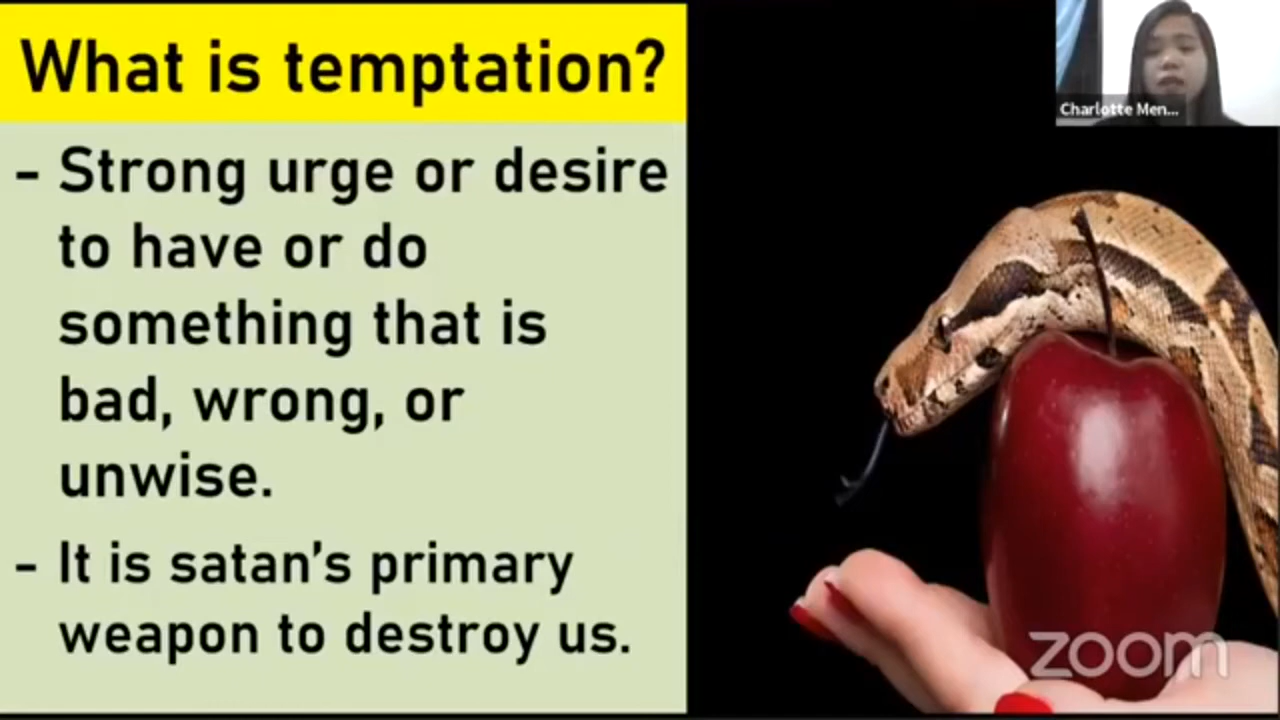 What is temptation?
- Strong urge or desire
to have or do
something that is
bad, wrong, or
unwise.
- It is satan’s primary
weapon to destroy us.
Charlotte Men...
zoom